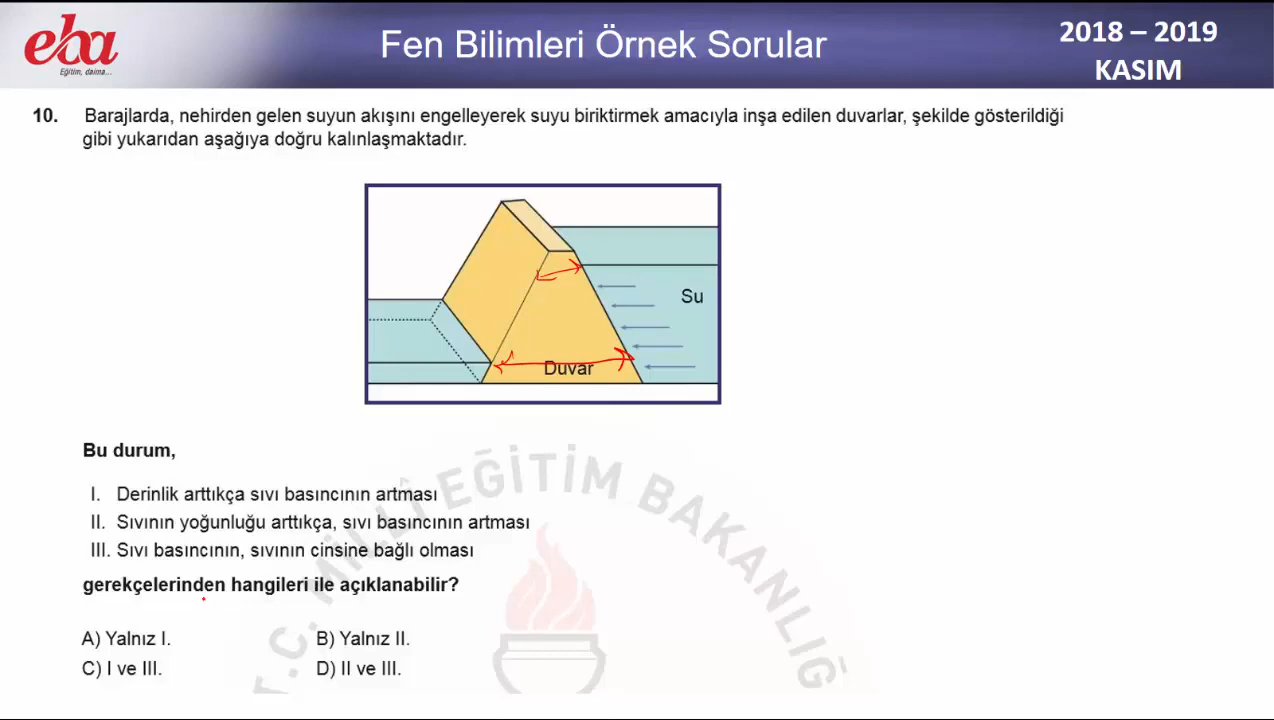 eba
Eğitim, daima...
Fen Bilimleri Örnek Sorular
2018 – 2019
KASIM
10. Barajlarda, nehirden gelen suyun akışını engelleyerek suyu biriktirmek amacıyla inşa edilen duvarlar, şekilde gösterildiği
gibi yukarıdan aşağıya doğru kalınlaşmaktadır.
Su
Duvar
Bu durum,
I. Derinlik arttıkça sıvı basıncının artması
II. Sıvının yoğunluğu arttıkça, sıvı basıncının artması
III. Sıvı basıncının, sıvının cinsine bağlı olması
gerekçelerinden hangileri ile açıklanabilir?
A) Yalnız I.
B) Yalnız II.
C) I ve III.
D) II ve III.
T.C. MİLLÎ EĞİTİM BAKANLIĞ